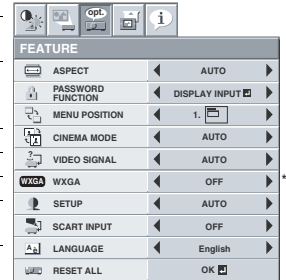 opt.
FEATURE
ASPECT AUTO
PASSWORD FUNCTION DISPLAY INPUT
MENU POSITION 1.
CINEMA MODE AUTO
VIDEO SIGNAL AUTO
WXGA WXGA OFF *
SETUP AUTO
SCART INPUT OFF
LANGUAGE English
RESET ALL OK